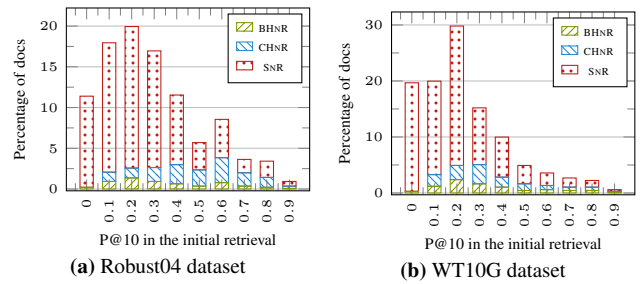 Percentage of docs
20
15
10
5
0
BHNR
CHNR
SNR
0 0.1 0.2 0.3 0.4 0.5 0.6 0.7 0.8 0.9
P@10 in the initial retrieval
(a) Robust04 dataset
Percentage of docs
30
20
10
0
BHNR
CHNR
SNR
0 0.1 0.2 0.3 0.4 0.5 0.6 0.7 0.8 0.9
P@10 in the initial retrieval
(b) WT10G dataset